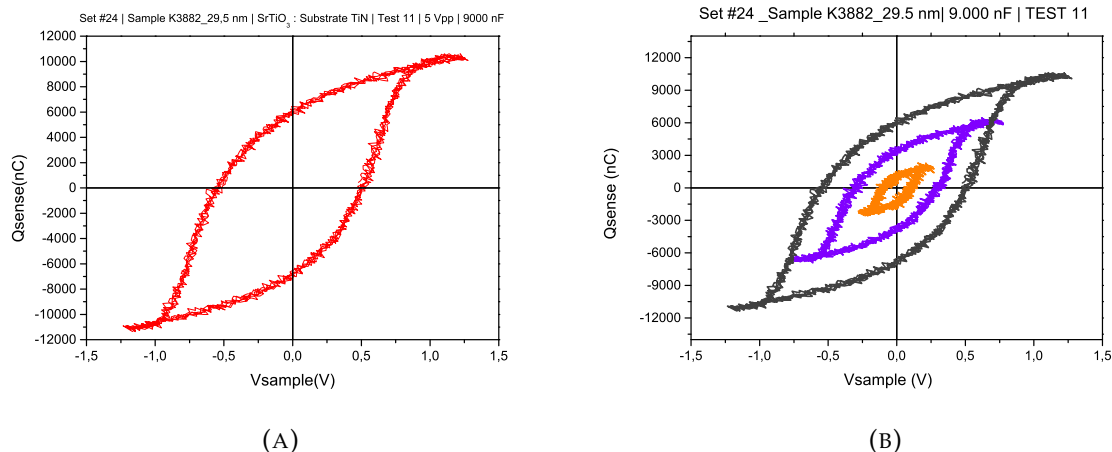 Set #24 | Sample K3882_29,5 nm | SrTiO3 : Substrate TiN | Test 11 | 5 Vpp | 9000 nF
12000
10000
8000
6000
4000
2000
0
-2000
-4000
-6000
-8000
-10000
-12000
Qsense(nC)
-1,5 -1,0 -0,5 0,0 0,5 1,0 1,5
Vsample(V)
(A)
Set #24 _Sample K3882_29.5 nm| 9.000 nF | TEST 11
12000
9000
6000
3000
0
-3000
-6000
-9000
-12000
Qsense (nC)
-1,5 -1,0 -0,5 0,0 0,5 1,0 1,5
Vsample (V)
(B)